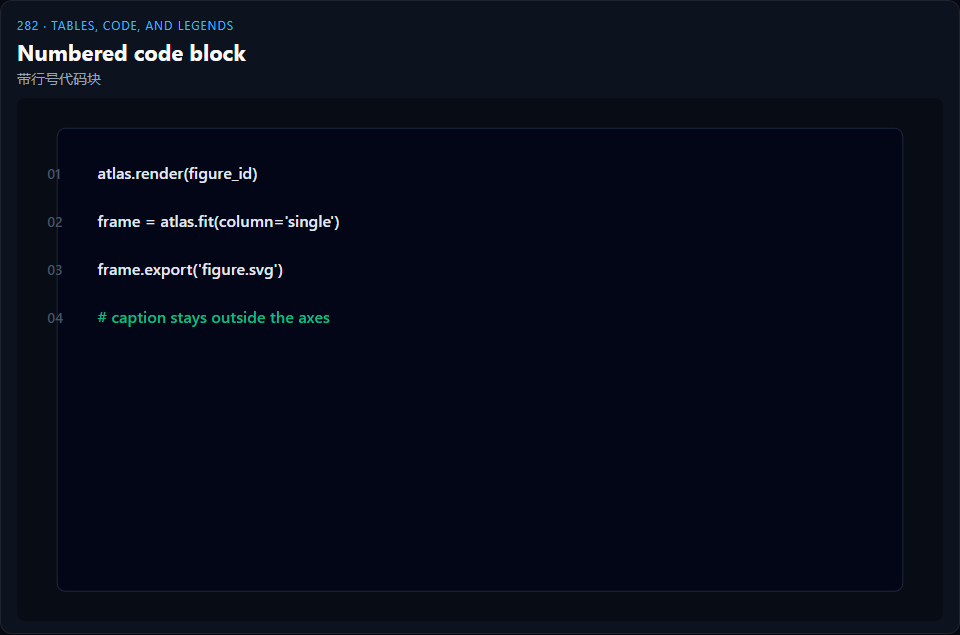 282 · TABLES, CODE, AND LEGENDS
Numbered code block
带行号代码块
01 atlas.render(figure_id)
02 frame = atlas.fit(column='single')
03 frame.export('figure.svg')
04 # caption stays outside the axes